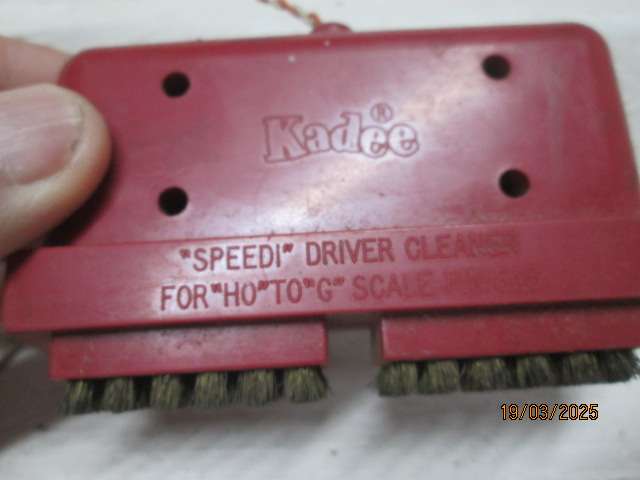 Kadee®
"SPEEDI" DRIVER CLEANER
FOR "HO" TO "G" SCALE
19/03/2025